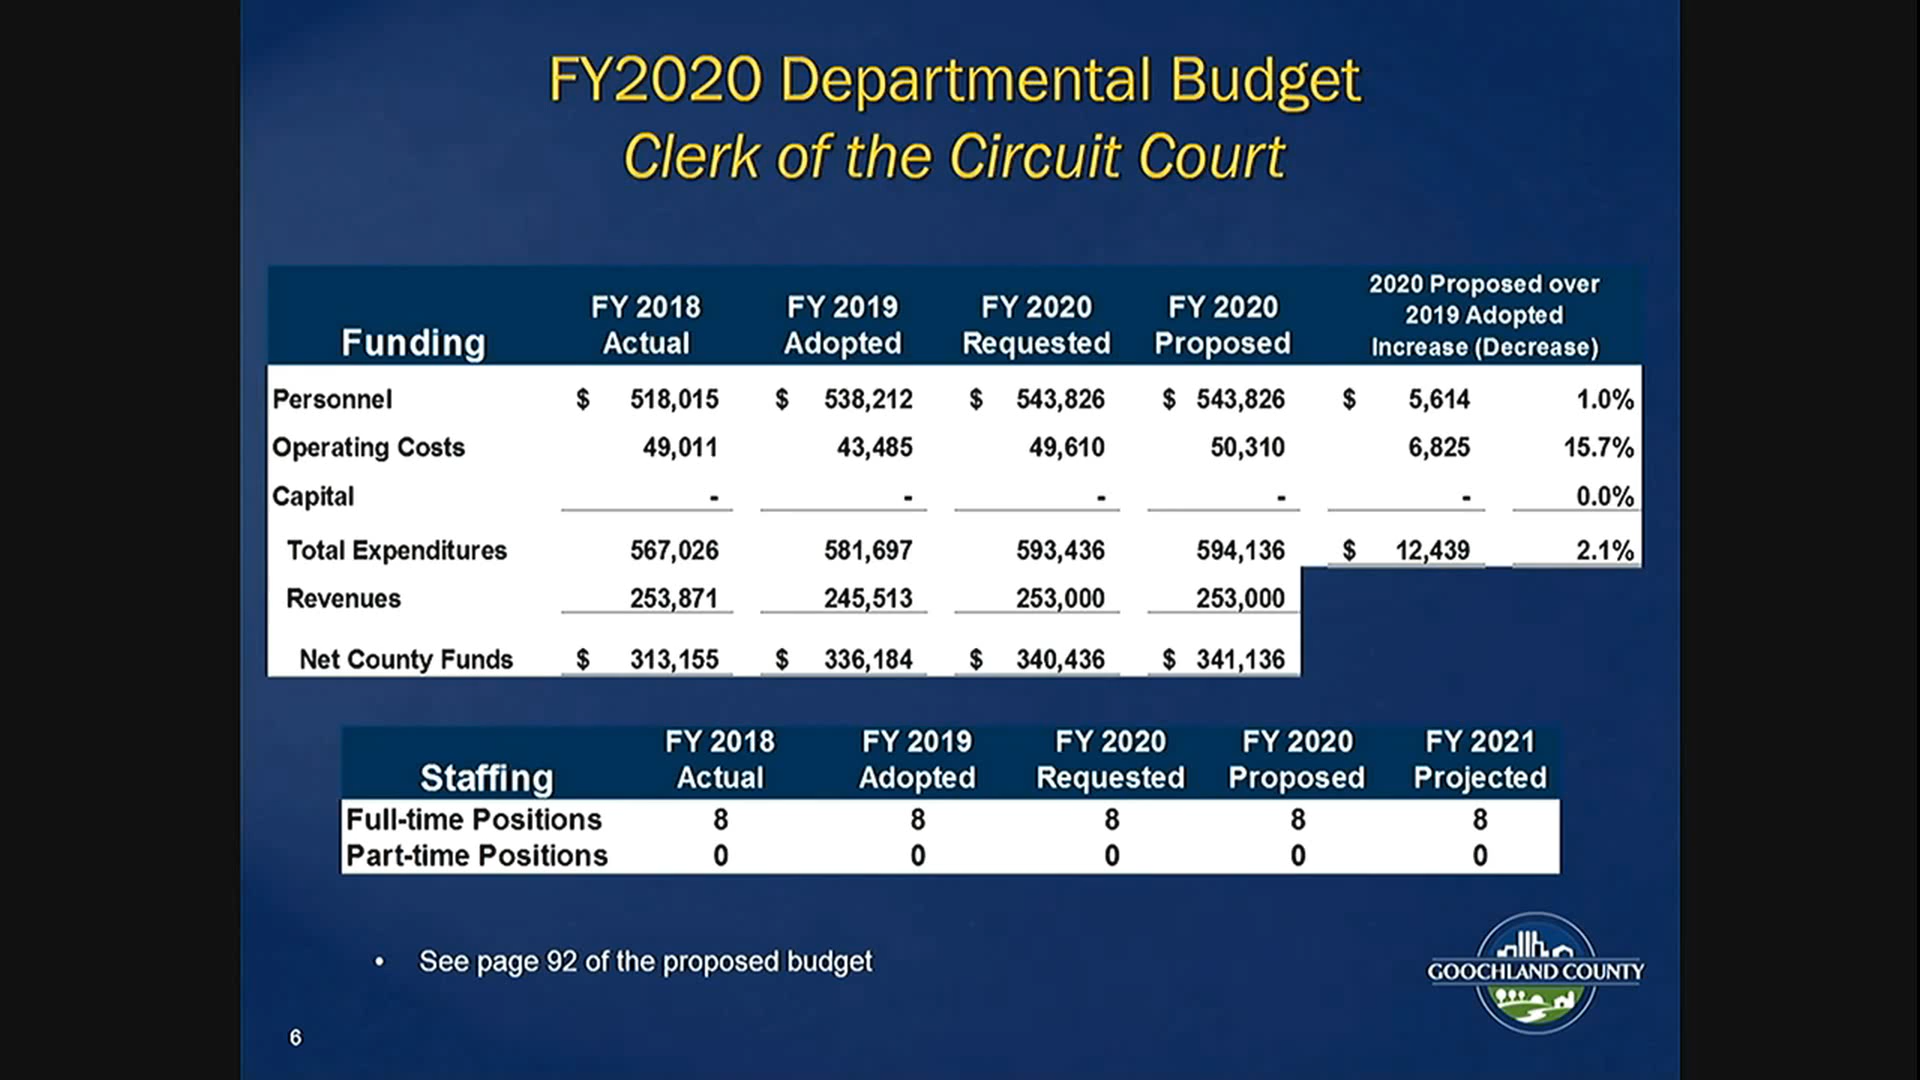 FY2020 Departmental Budget
Clerk of the Circuit Court
Funding FY 2018 Actual FY 2019 Adopted FY 2020 Requested FY 2020 Proposed 2020 Proposed over 2019 Adopted Increase (Decrease)
Personnel $ 518,015 $ 538,212 $ 543,826 $ 543,826 $ 5,614 1.0%
Operating Costs 49,011 43,485 49,610 50,310 6,825 15.7%
Capital - - - - - 0.0%
Total Expenditures 567,026 581,697 593,436 594,136 $ 12,439 2.1%
Revenues 253,871 245,513 253,000 253,000
Net County Funds $ 313,155 $ 336,184 $ 340,436 $ 341,136
Staffing FY 2018 Actual FY 2019 Adopted FY 2020 Requested FY 2020 Proposed FY 2021 Projected
Full-time Positions 8 8 8 8 8
Part-time Positions 0 0 0 0 0
• See page 92 of the proposed budget
GOOCHLAND COUNTY
6